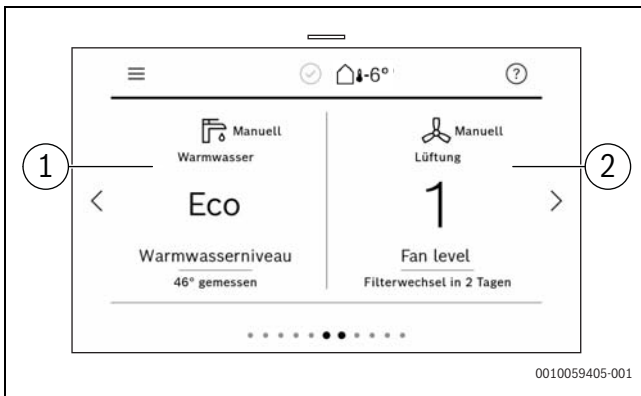 -6°
?
Manuell
Warmwasser
Eco
Warmwasserniveau
46° gemessen
Manuell
Lüftung
1
Fan level
Filterwechsel in 2 Tagen
1
2
0010059405-001